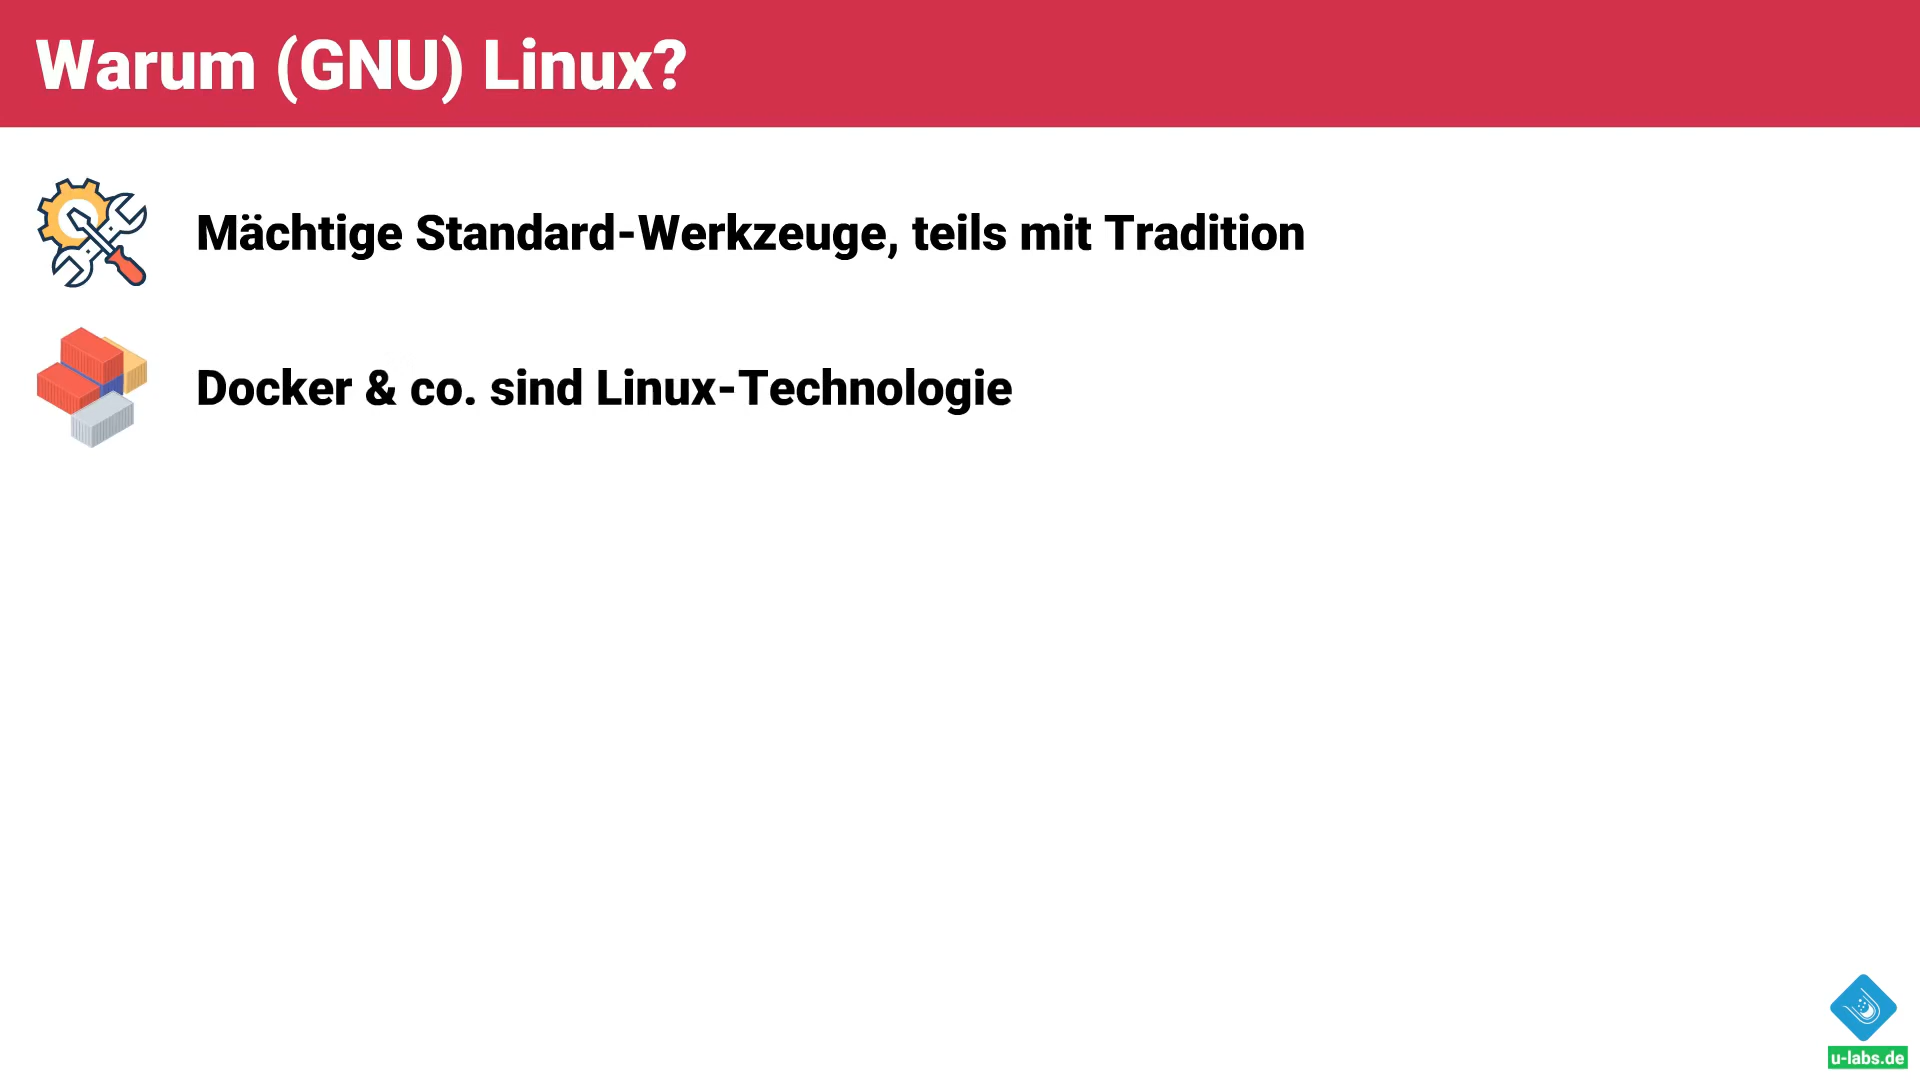 Warum (GNU) Linux?
Mächtige Standard-Werkzeuge, teils mit Tradition
Docker & co. sind Linux-Technologie
u-labs.de